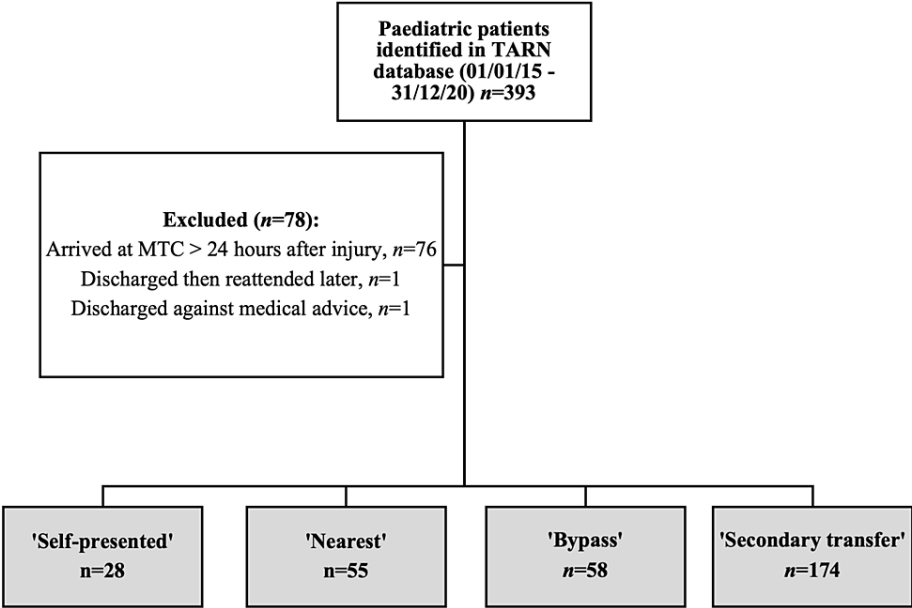 Paediatric patients
identified in TARN
database (01/01/15 -
31/12/20) n=393
Excluded (n=78):
Arrived at MTC > 24 hours after injury, n=76
Discharged then reattended later, n=1
Discharged against medical advice, n=1
'Self-presented'
n=28
'Nearest'
n=55
'Bypass'
n=58
'Secondary transfer'
n=174